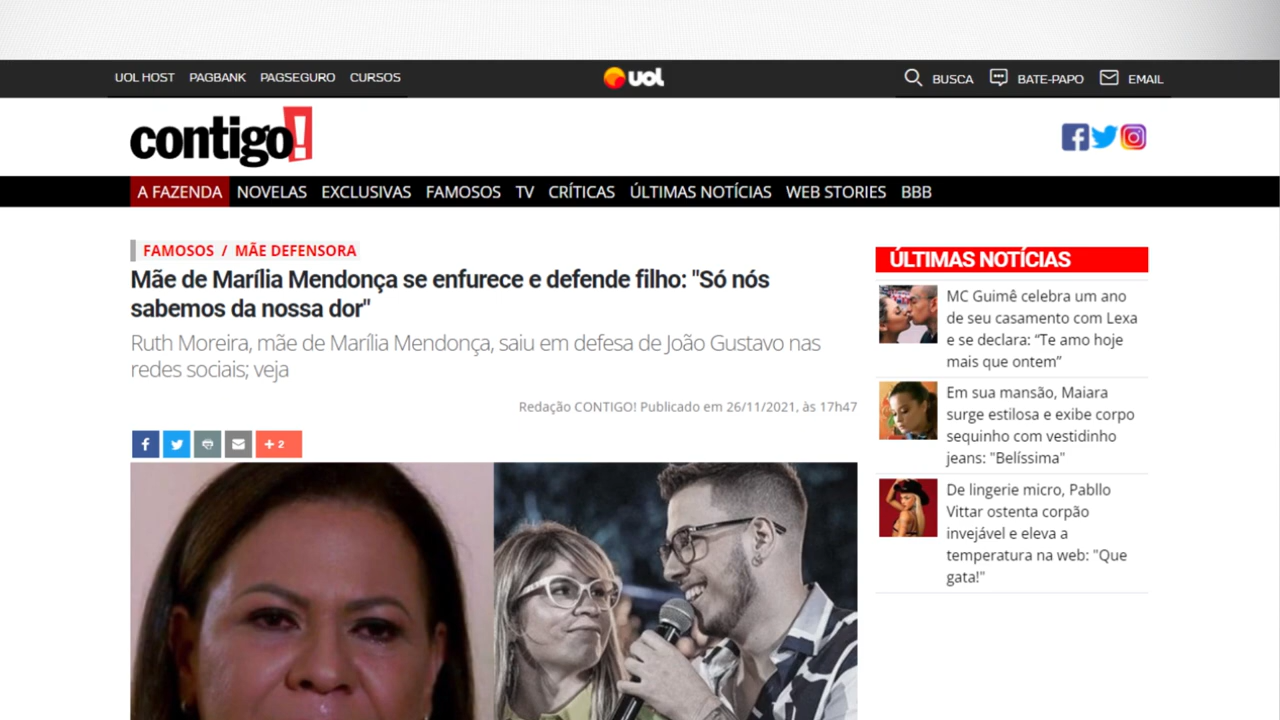 UOL HOST PAGBANK PAGSEGURO CURSOS uol BUSCA BATE-PAPO EMAIL
contigo!
A FAZENDA NOVELAS EXCLUSIVAS FAMOSOS TV CRÍTICAS ÚLTIMAS NOTÍCIAS WEB STORIES BBB
FAMOSOS / MÃE DEFENSORA
Mãe de Marília Mendonça se enfurece e defende filho: "Só nós
sabemos da nossa dor"
Ruth Moreira, mãe de Marília Mendonça, saiu em defesa de João Gustavo nas
redes sociais; veja
Redação CONTIGO! Publicado em 26/11/2021, às 17h47
+ 2
ÚLTIMAS NOTÍCIAS
MC Guimê celebra um ano
de seu casamento com Lexa
e se declara: “Te amo hoje
mais que ontem”
Em sua mansão, Maiara
surge estilosa e exibe corpo
sequinho com vestidinho
jeans: "Belíssima"
De lingerie micro, Pabllo
Vittar ostenta corpão
invejável e eleva a
temperatura na web: "Que
gata!"